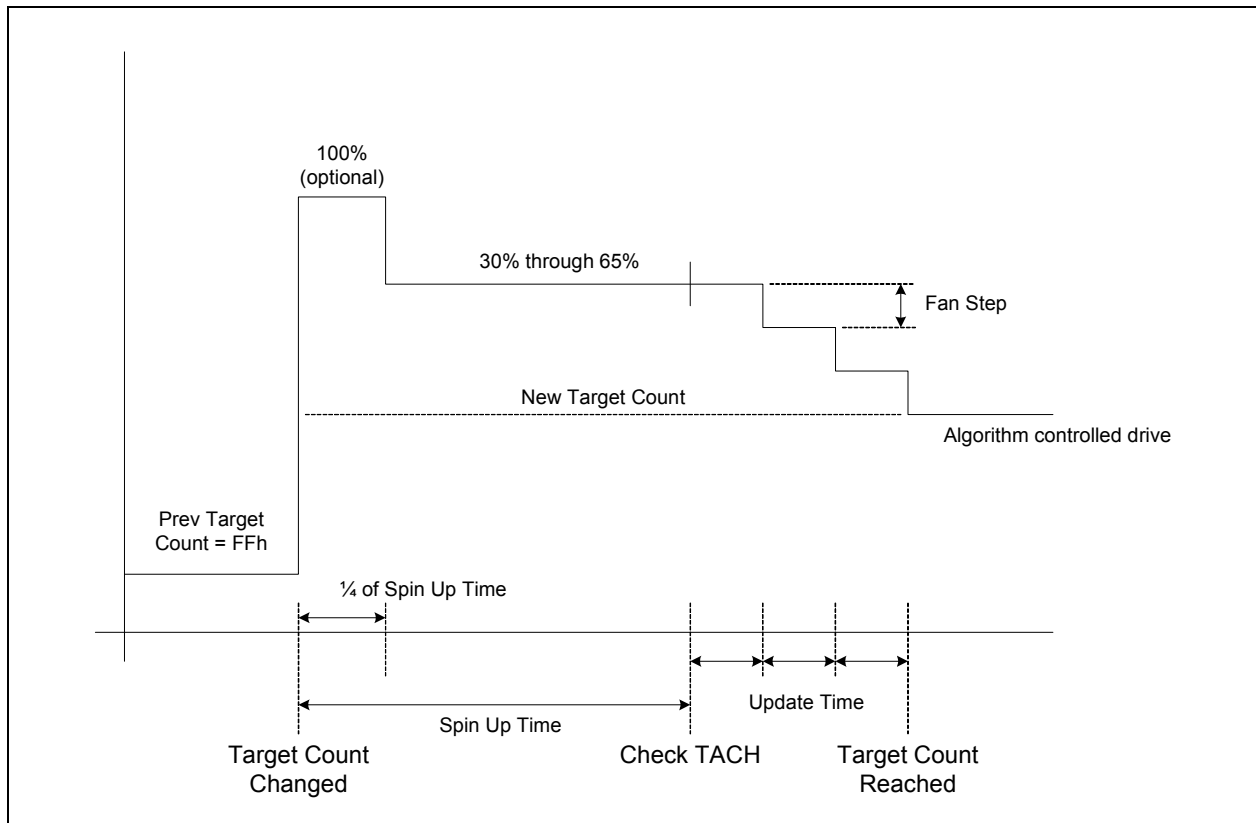 100%
(optional)
30% through 65%
Fan Step
New Target Count
Algorithm controlled drive
Prev Target
Count = FFh
¼ of Spin Up Time
Update Time
Spin Up Time
Target Count
Changed
Check TACH
Target Count
Reached